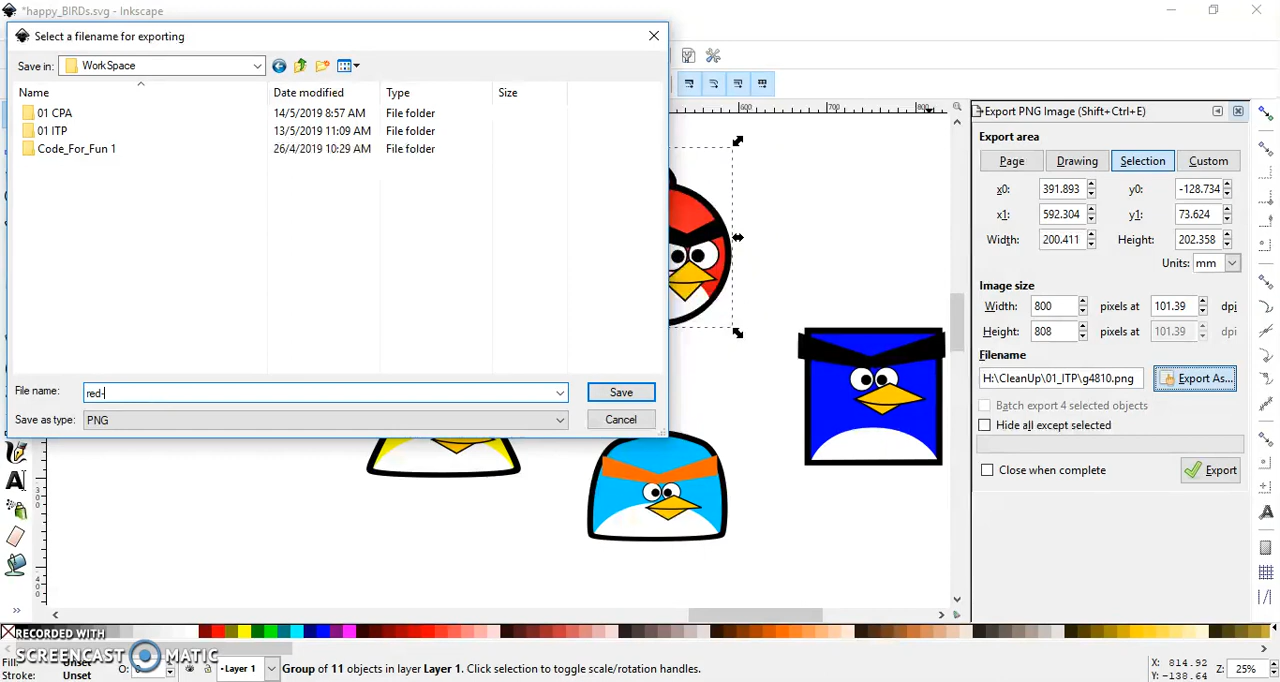 *happy_BIRDs.svg - Inkscape
Select a filename for exporting
Save in: WorkSpace
Name Date modified Type Size
01 CPA 14/5/2019 8:57 AM File folder
01 ITP 13/5/2019 11:09 AM File folder
Code_For_Fun 1 26/4/2019 10:29 AM File folder
File name: red- Save
Save as type: PNG Cancel
600 700 800 900
Export PNG Image (Shift+Ctrl+E)
Export area
Page Drawing Selection Custom
x0: 391.893 y0: -128.734
x1: 592.304 y1: 73.624
Width: 200.411 Height: 202.358
Units: mm
Image size
Width: 800 pixels at 101.39 dpi
Height: 808 pixels at 101.39 dpi
Filename
H:\CleanUp\01_ITP\g4810.png Export As...
Batch export 4 selected objects
Hide all except selected
Close when complete Export
RECORDED WITH
SCREENCAST MATIC
Fill: Unset
Stroke: Unset
O: 
Layer 1 Group of 11 objects in layer Layer 1. Click selection to toggle scale/rotation handles.
X: 814.92
Y: -138.64
Z: 25%